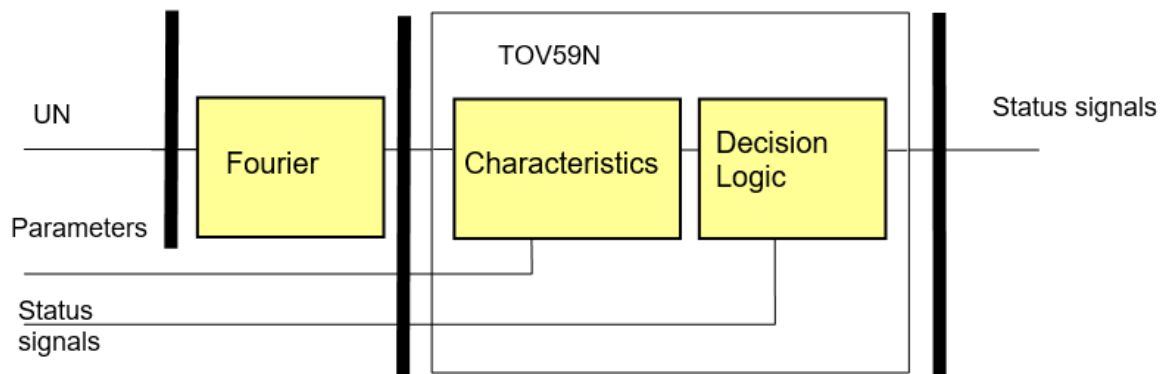 TOV59N
UN
Fourier
Characteristics
Decision
Logic
Status signals
Parameters
Status
signals